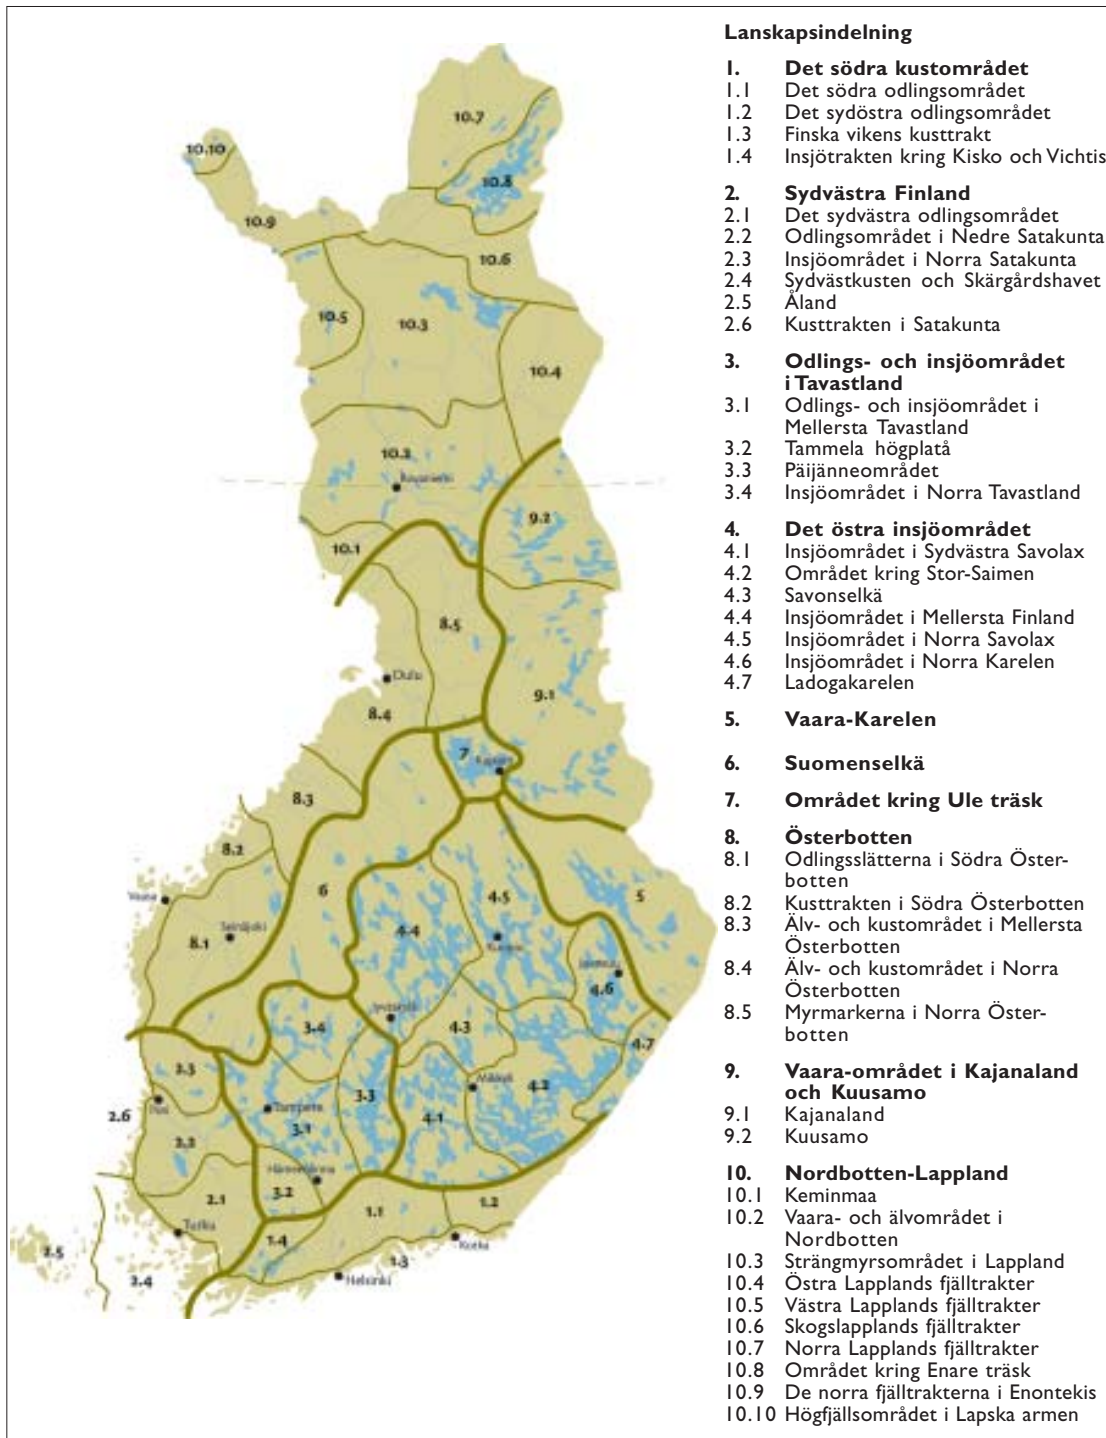 Lanskapsindelning
1. Det södra kustområdet
1.1 Det södra odlingsområdet
1.2 Det sydöstra odlingsområdet
1.3 Finska vikens kusttrakt
1.4 Insjötrakten kring Kisko och Vichtis
2. Sydvästra Finland
2.1 Det sydvästra odlingsområdet
2.2 Odlingsområdet i Nedre Satakunta
2.3 Insjöområdet i Norra Satakunta
2.4 Sydvästkusten och Skärgårdshavet
2.5 Åland
2.6 Kusttrakten i Satakunta
3. Odlings- och insjöområdet
i Tavastland
3.1 Odlings- och insjöområdet i
Mellersta Tavastland
3.2 Tammela högplatå
3.3 Päijänneområdet
3.4 Insjöområdet i Norra Tavastland
4. Det östra insjöområdet
4.1 Insjöområdet i Sydvästra Savolax
4.2 Området kring Stor-Saimen
4.3 Savonselkä
4.4 Insjöområdet i Mellersta Finland
4.5 Insjöområdet i Norra Savolax
4.6 Insjöområdet i Norra Karelen
4.7 Ladogakarelen
5. Vaara-Karelen
6. Suomenselkä
7. Området kring Ule träsk
8. Österbotten
8.1 Odlingsslätterna i Södra Öster-
botten
8.2 Kusttrakten i Södra Österbotten
8.3 Älv- och kustområdet i Mellersta
Österbotten
8.4 Älv- och kustområdet i Norra
Österbotten
8.5 Myrmarkerna i Norra Öster-
botten
9. Vaara-området i Kajanaland
och Kuusamo
9.1 Kajanaland
9.2 Kuusamo
10. Nordbotten-Lappland
10.1 Keminmaa
10.2 Vaara- och älvområdet i
Nordbotten
10.3 Strängmyrsområdet i Lappland
10.4 Östra Lapplands fjälltrakter
10.5 Västra Lapplands fjälltrakter
10.6 Skogslapplands fjälltrakter
10.7 Norra Lapplands fjälltrakter
10.8 Området kring Enare träsk
10.9 De norra fjälltrakterna i Enontekis
10.10 Högfjällsområdet i Lapska armen
10.7
10.10
10.8
10.9
10.6
10.5
10.3
10.4
10.2
Rovaniemi
9.2
10.1
8.5
Oulu
9.1
8.4
7
Kajaani
8.3
8.2
6
4.5
5
Vaasa
Seinäjoki
8.1
4.4
Kuopio
Joensuu
4.6
Jyväskylä
3.4
4.3
4.7
2.3
Mikkeli
4.2
3.3
Pori
2.6
Tampere
3.1
4.1
2.2
Hämeenlinna
3.2
2.1
1.1
1.2
Turku
1.4
Kotka
2.5
1.3
2.4
Helsinki